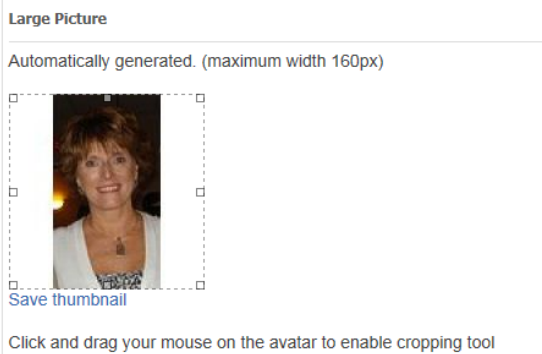 Large Picture
Automatically generated. (maximum width 160px)
Save thumbnail
Click and drag your mouse on the avatar to enable cropping tool